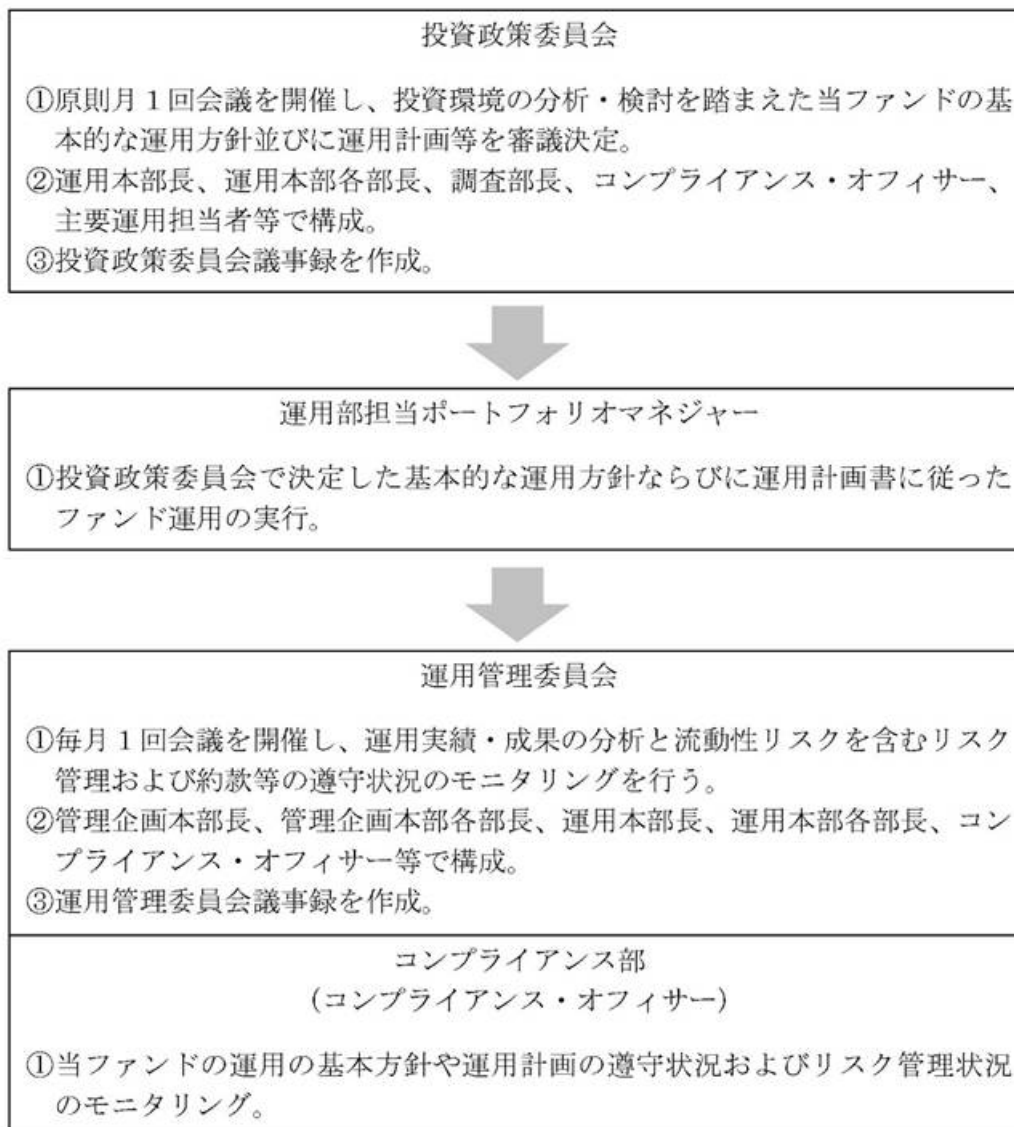 投資政策委員会
①原則月1回会議を開催し、投資環境の分析・検討を踏まえた当ファンドの基
本的な運用方針並びに運用計画等を審議決定。
②運用本部長、運用本部各部長、調査部長、コンプライアンス・オフィサー、
主要運用担当者等で構成。
③投資政策委員会議事録を作成。
運用部担当ポートフォリオマネジャー
①投資政策委員会で決定した基本的な運用方針ならびに運用計画書に従った
ファンド運用の実行。
運用管理委員会
①毎月1回会議を開催し、運用実績・成果の分析と流動性リスクを含むリスク
管理および約款等の遵守状況のモニタリングを行う。
②管理企画本部長、管理企画本部各部長、運用本部長、運用本部各部長、コン
プライアンス・オフィサー等で構成。
③運用管理委員会議事録を作成。
コンプライアンス部
(コンプライアンス・オフィサー)
①当ファンドの運用の基本方針や運用計画の遵守状況およびリスク管理状況
のモニタリング。